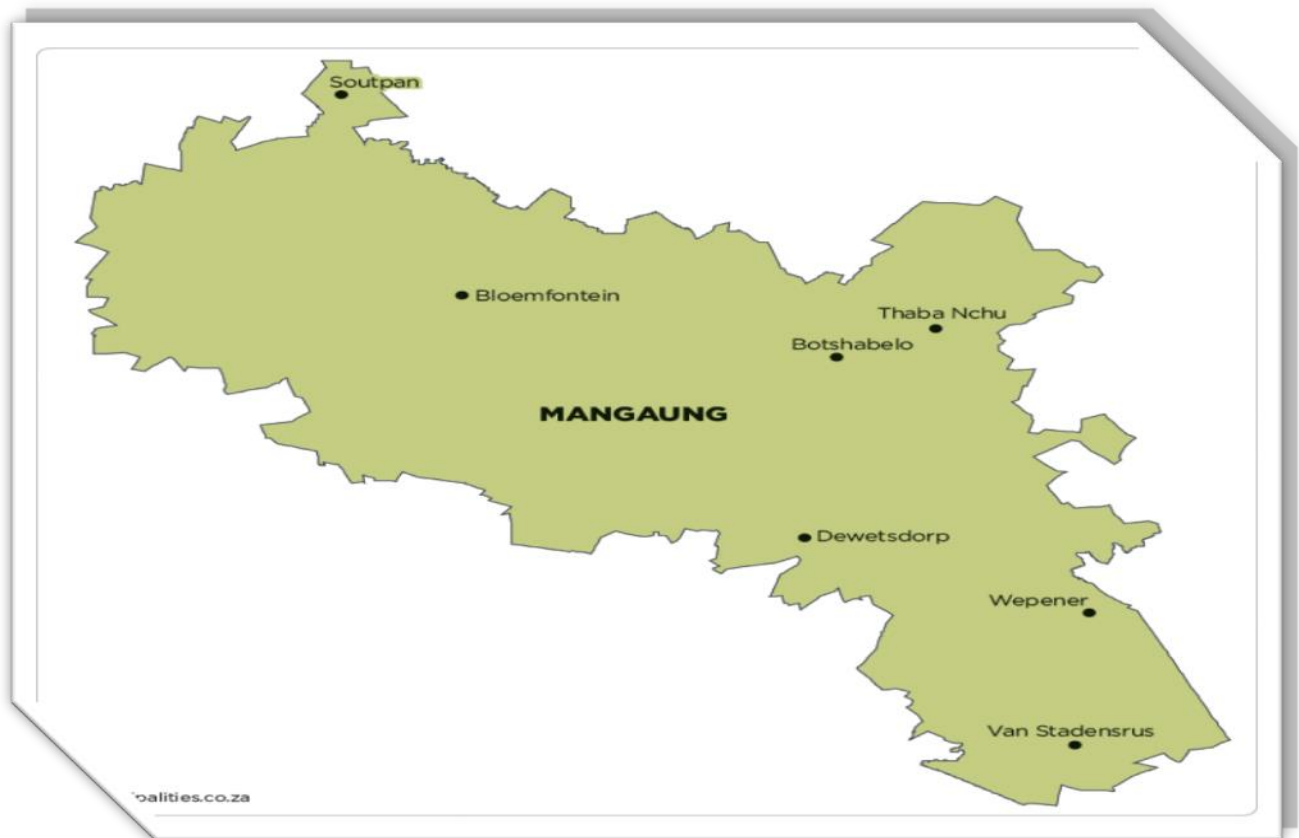 Soutpan
Bloemfontein
Thaba Nchu
Botshabelo
MANGAUNG
Dewetsdorp
Wepener
Van Stadensrus
palities.co.za